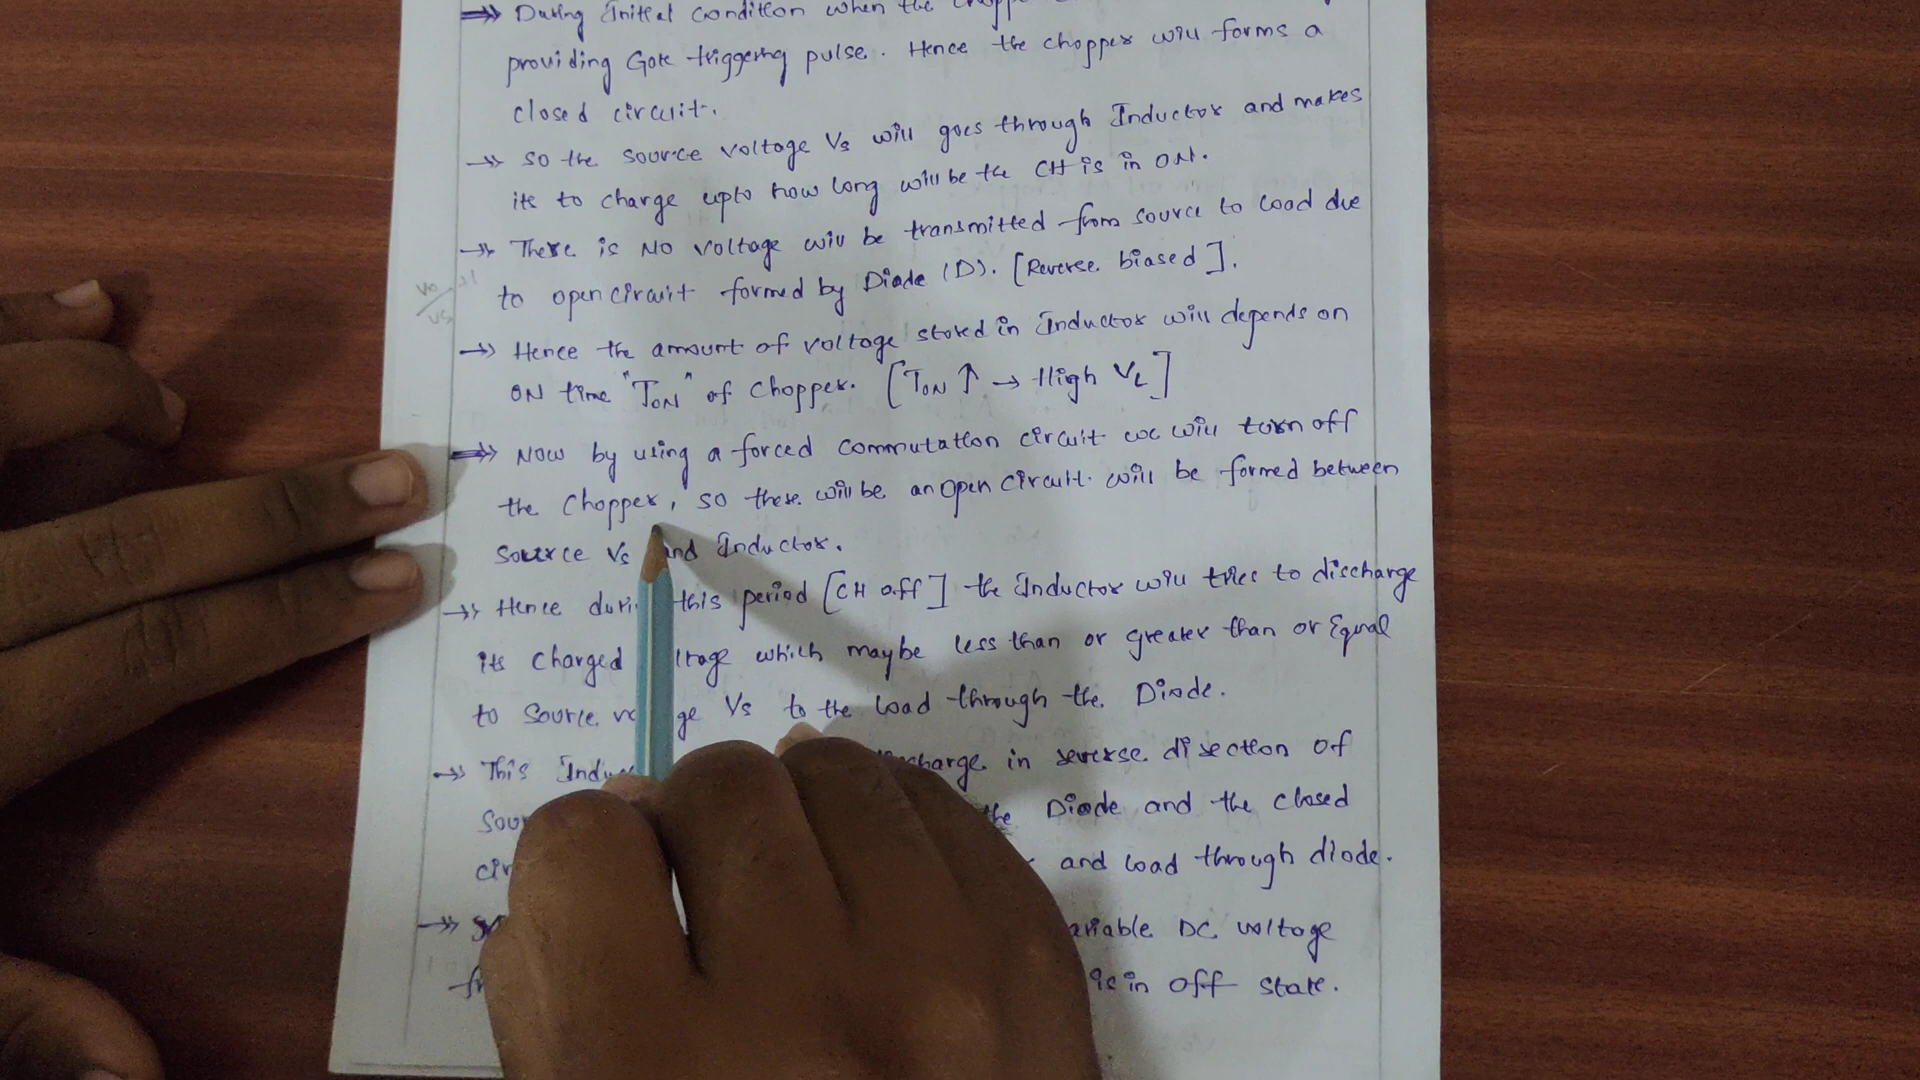 ⇒ During Initial condition when the
providing Gate triggering pulse. Hence the chopper will forms a
closed circuit.
→ so the source voltage Vs will goes through Inductor and makes
its to charge upto how long will be the CH is in ON.
→ There is NO voltage will be transmitted from source to load due
to open circuit formed by Diode (D). [Reverse biased].
Vo
Vs
→ Hence the amount of voltage stored in Inductor will depends on
ON time "TON" of Chopper. [TON ↑ → High VL]
⇒ Now by using a forced commutation circuit we will turn off
the Chopper, so there will be an open circuit. will be formed between
source Vs and Inductor.
→ Hence this period [CH off] the Inductor will tries to discharge
its charged which maybe less than or greater than or Equal
to source Vs to the load through the Diode.
→ This in reverse direction of
the Diode and the closed
and load through diode.
→ DC voltage
is in off state.